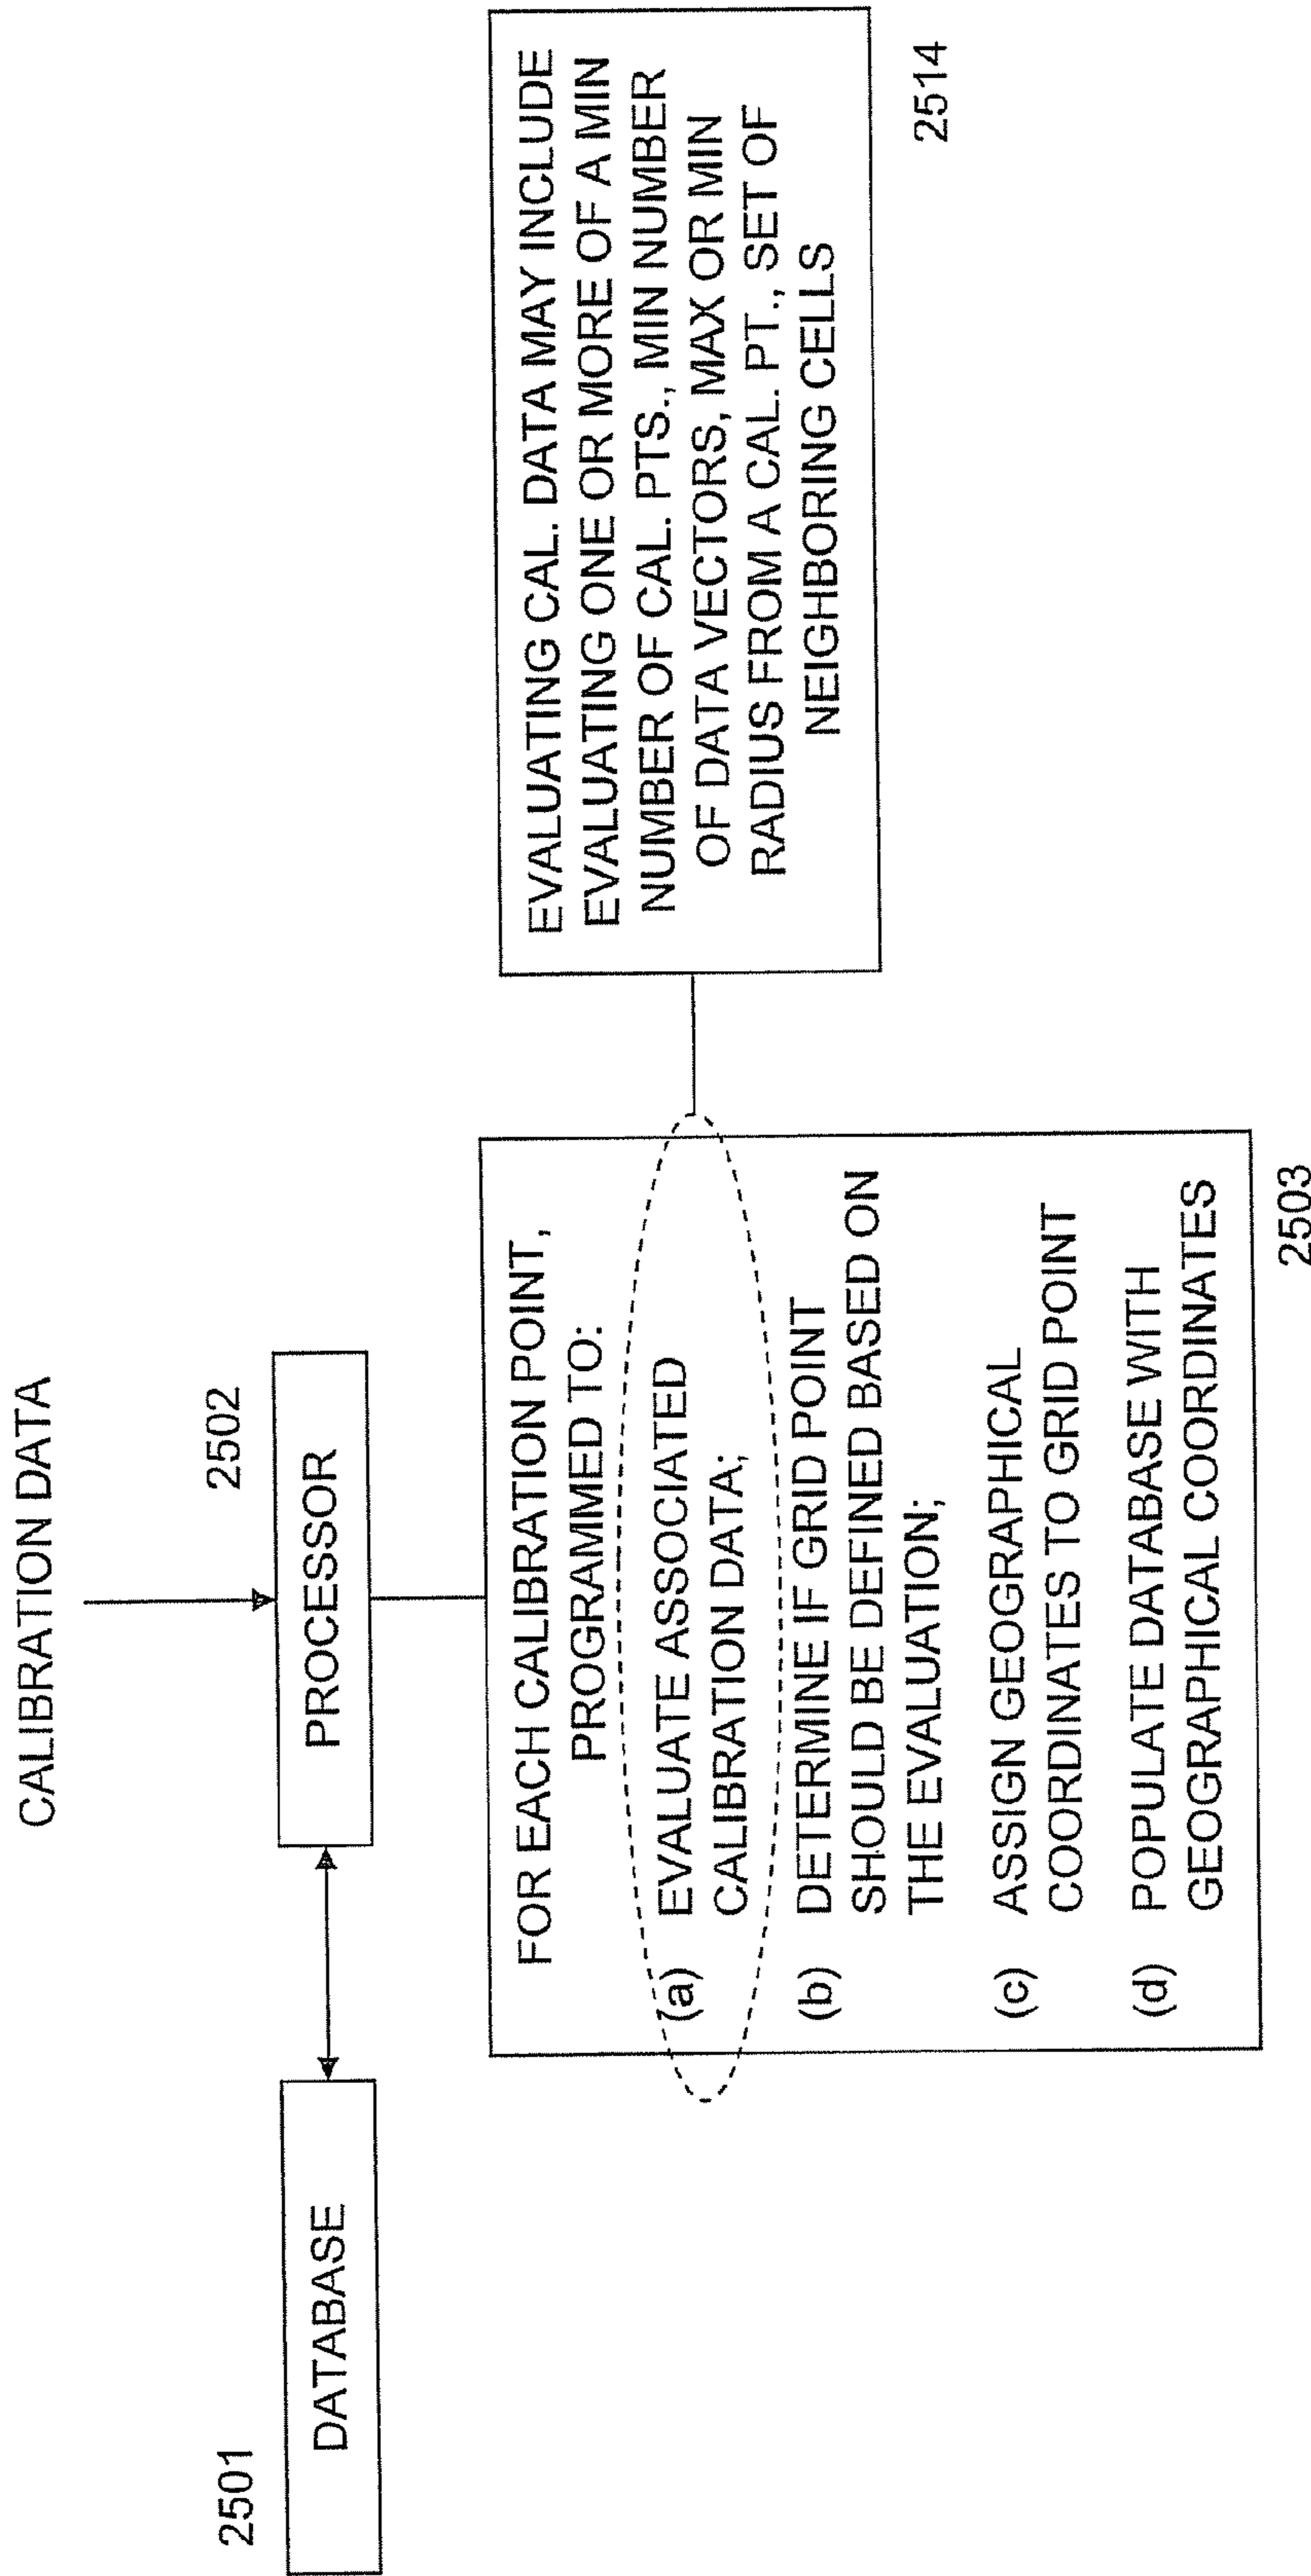 CALIBRATION DATA
2501
DATABASE
2502
PROCESSOR
FOR EACH CALIBRATION POINT,
PROGRAMMED TO:
(a) EVALUATE ASSOCIATED
CALIBRATION DATA;
(b) DETERMINE IF GRID POINT
SHOULD BE DEFINED BASED ON
THE EVALUATION;
(c) ASSIGN GEOGRAPHICAL
COORDINATES TO GRID POINT
(d) POPULATE DATABASE WITH
GEOGRAPHICAL COORDINATES
2503
EVALUATING CAL. DATA MAY INCLUDE
EVALUATING ONE OR MORE OF A MIN
NUMBER OF CAL. PTS., MIN NUMBER
OF DATA VECTORS, MAX OR MIN
RADIUS FROM A CAL. PT., SET OF
NEIGHBORING CELLS
2514